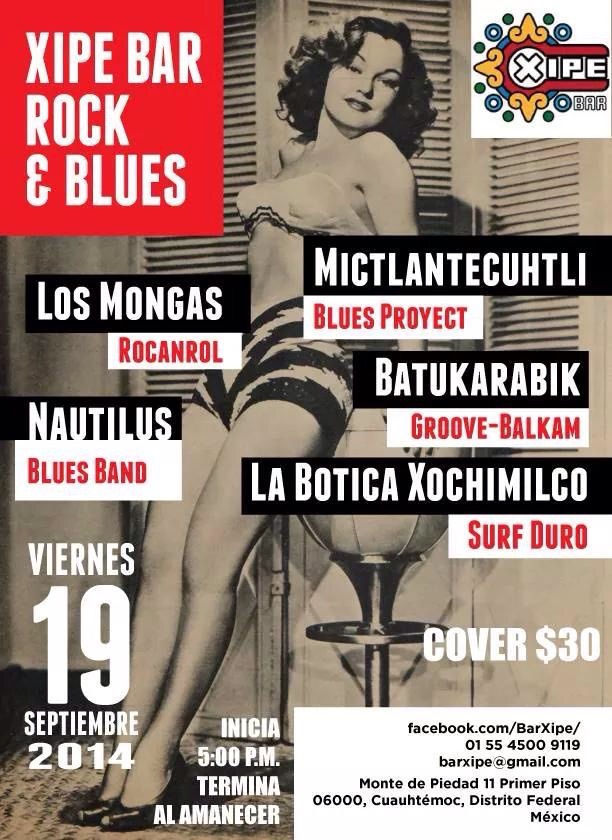 XIPE BAR
ROCK
& BLUES
XIPE
BAR
MICTLANTECUHTLI
BLUES PROYECT
LOS MONGAS
ROCANROL
BATUKARABIK
GROOVE-BALKAM
NAUTILUS
BLUES BAND
LA BOTICA XOCHIMILCO
SURF DURO
VIERNES
19
SEPTIEMBRE
2014
COVER $30
INICIA
5:00 P.M.
TERMINA
AL AMANECER
facebook.com/BarXipe/
01 55 4500 9119
barxipe@gmail.com
Monte de Piedad 11 Primer Piso
06000, Cuauhtémoc, Distrito Federal
México